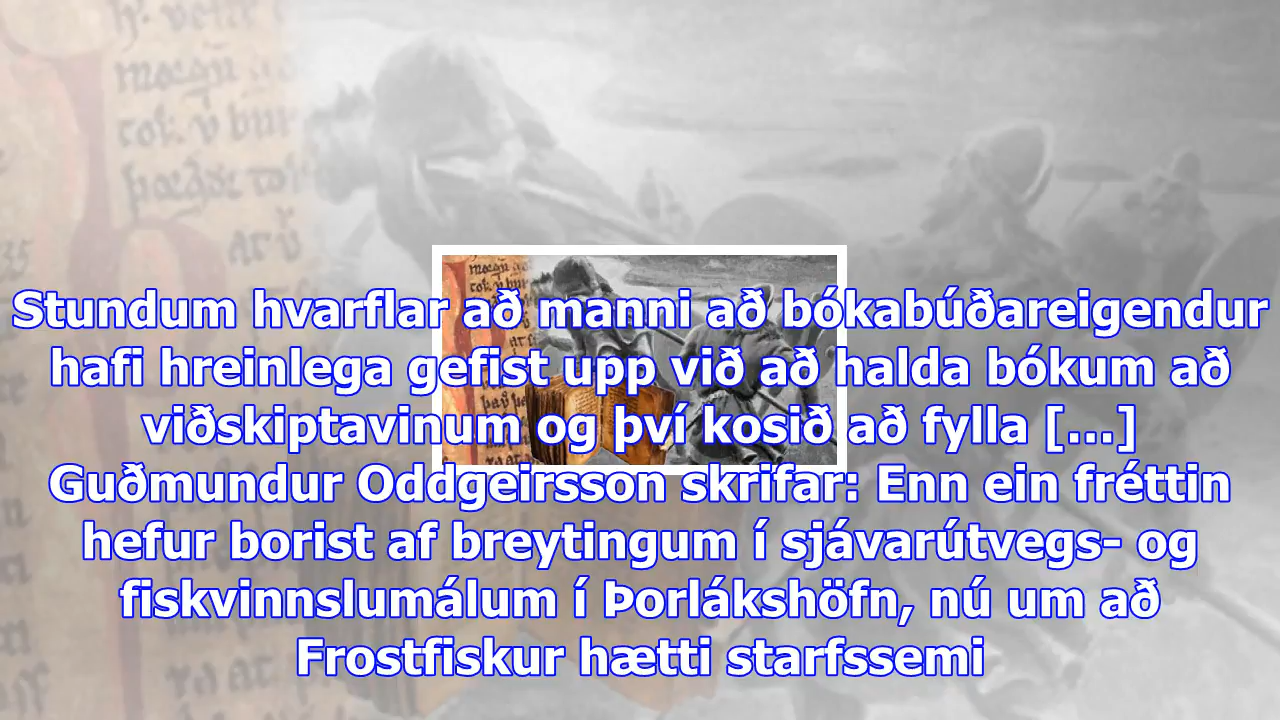 Stundum hvarflar að manni að bókabúðareigendur
hafi hreinlega gefist upp við að halda bókum að
viðskiptavinum og því kosið að fylla [...]
Guðmundur Oddgeirsson skrifar: Enn ein fréttin
hefur borist af breytingum í sjávarútvegs- og
fiskvinnslumálum í Þorlákshöfn, nú um að
Frostfiskur hætti starfssemi